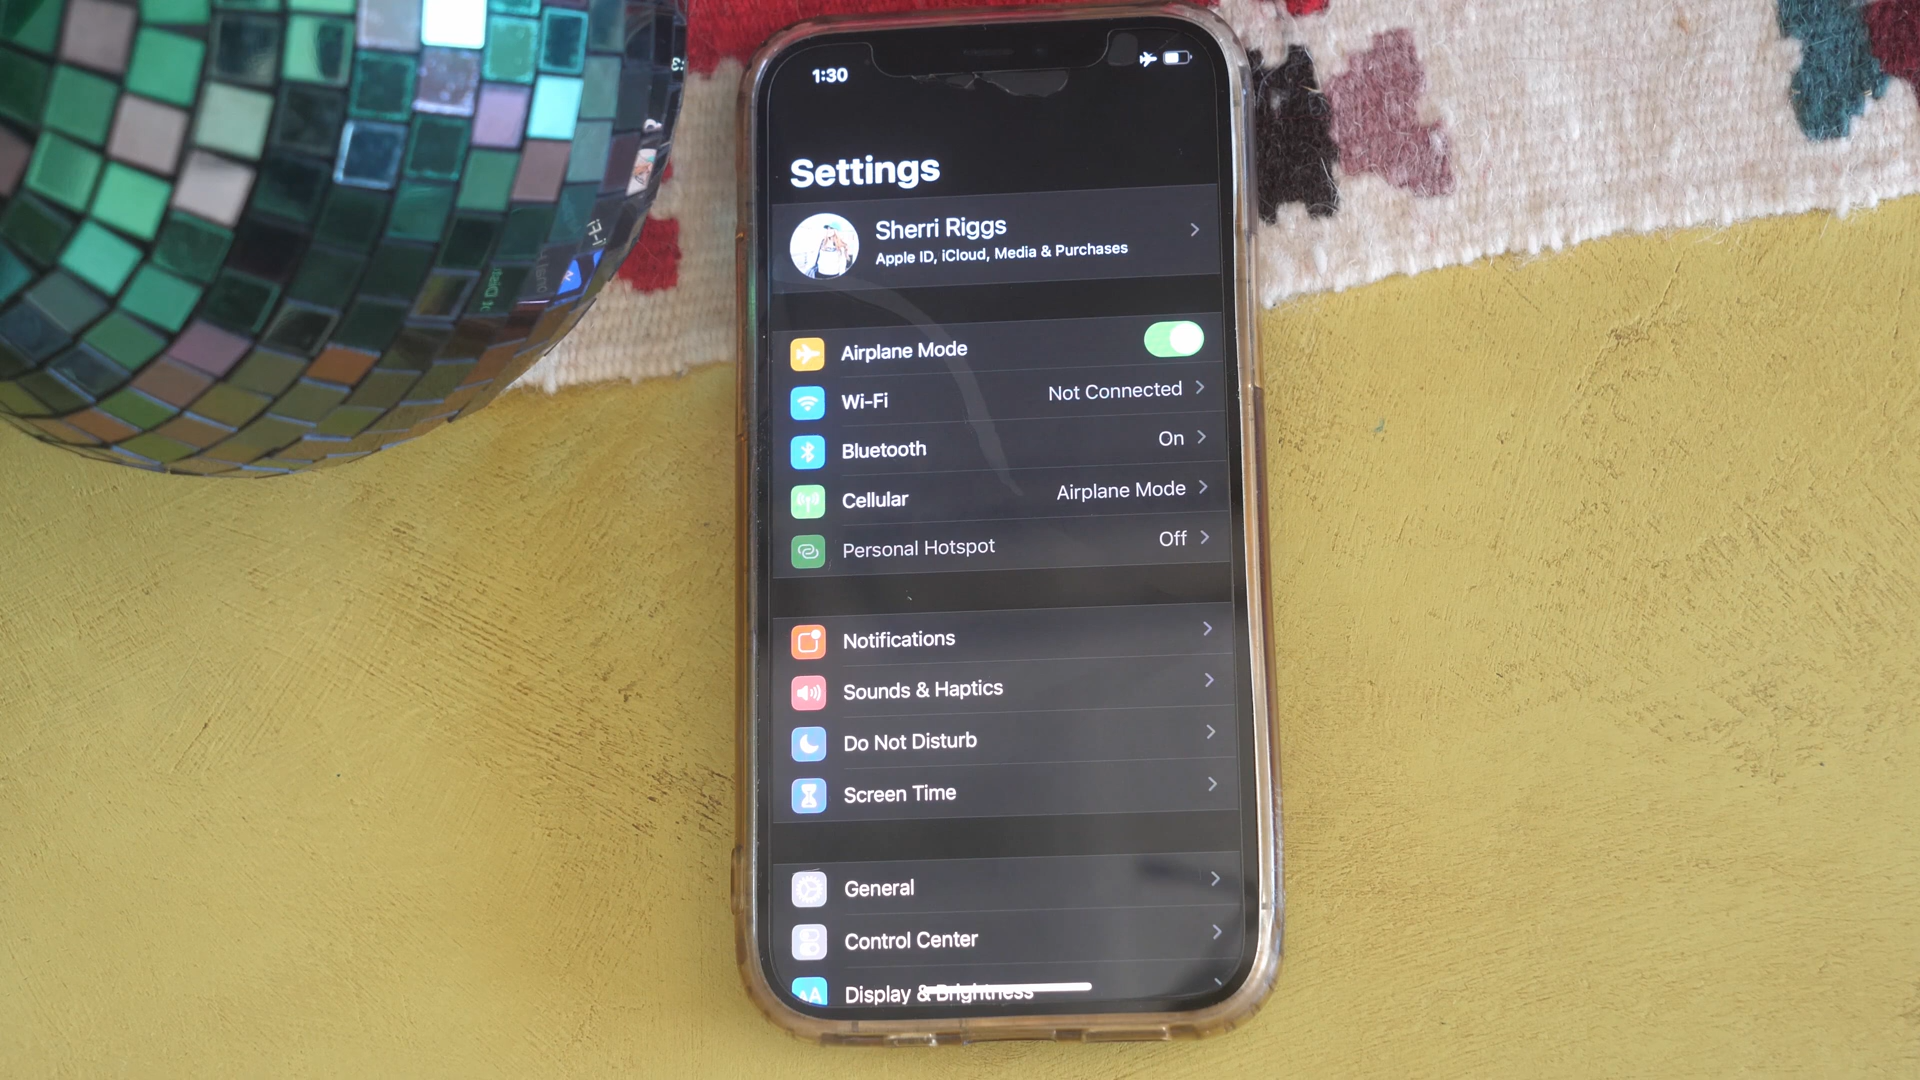 1:30
Settings
Sherri Riggs
Apple ID, iCloud, Media & Purchases
Airplane Mode
Wi-Fi Not Connected
Bluetooth On
Cellular Airplane Mode
Personal Hotspot Off
Notifications
Sounds & Haptics
Do Not Disturb
Screen Time
General
Control Center
AA Display & Brightness